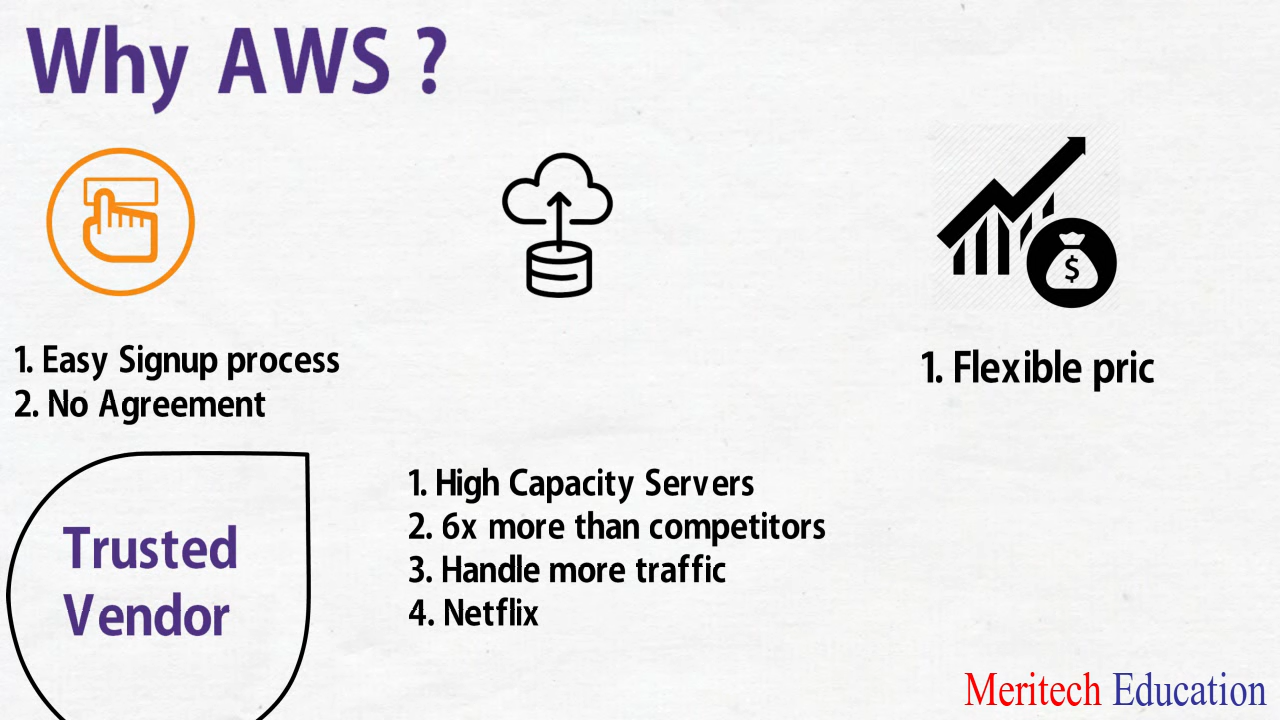 Why AWS ?
1. Easy Signup process
2. No Agreement
Trusted
Vendor
1. High Capacity Servers
2. 6x more than competitors
3. Handle more traffic
4. Netflix
$
1. Flexible pric
Meritech Education